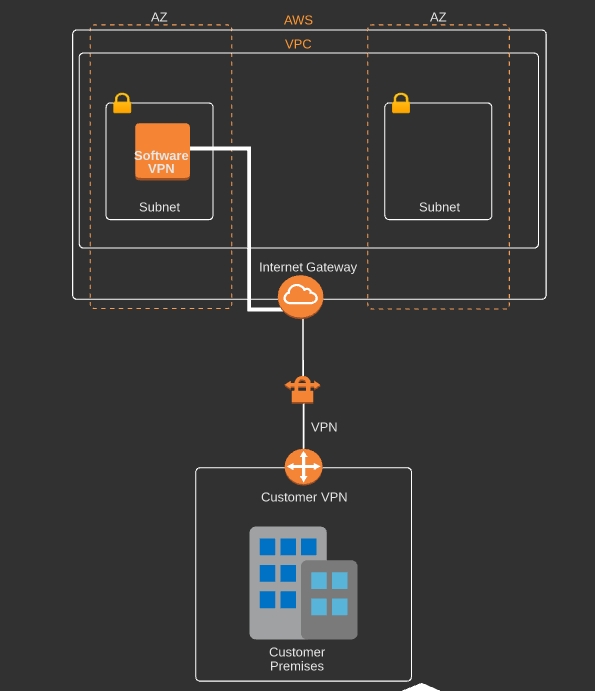 AZ
AWS
AZ
VPC
Software
VPN
Subnet
Subnet
Internet Gateway
VPN
Customer VPN
Customer
Premises